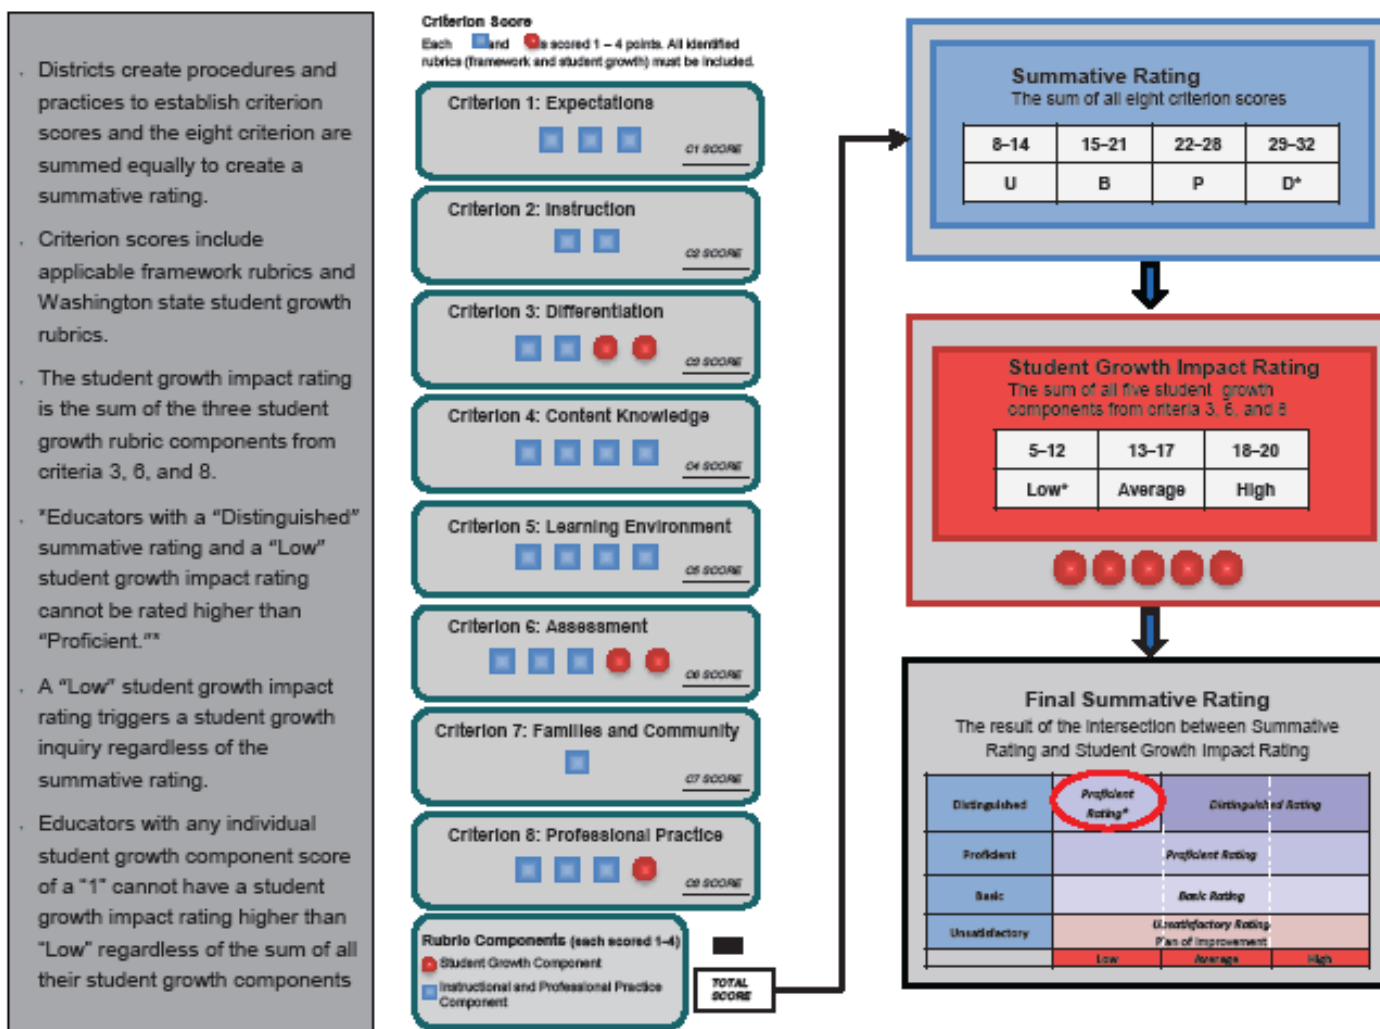 Districts create procedures and
practices to establish criterion
scores and the eight criterion are
summed equally to create a
summative rating.
Criterion scores include
applicable framework rubrics and
Washington state student growth
rubrics.
The student growth impact rating
is the sum of the three student
growth rubric components from
criteria 3, 6, and 8.
*Educators with a “Distinguished”
summative rating and a “Low”
student growth impact rating
cannot be rated higher than
“Proficient.”*
A “Low” student growth impact
rating triggers a student growth
inquiry regardless of the
summative rating.
Educators with any individual
student growth component score
of a “1” cannot have a student
growth impact rating higher than
“Low” regardless of the sum of all
their student growth components
Criterion Score
Each and is scored 1 – 4 points. All identified
rubrics (framework and student growth) must be included.
Criterion 1: Expectations
C1 SCORE
Criterion 2: Instruction
C2 SCORE
Criterion 3: Differentiation
C3 SCORE
Criterion 4: Content Knowledge
C4 SCORE
Criterion 5: Learning Environment
C5 SCORE
Criterion 6: Assessment
C6 SCORE
Criterion 7: Families and Community
C7 SCORE
Criterion 8: Professional Practice
C8 SCORE
Rubric Components (each scored 1–4)
Student Growth Component
Instructional and Professional Practice
Component
TOTAL
SCORE
Summative Rating
The sum of all eight criterion scores
8–14 15–21 22–28 29–32
U B P D*
Student Growth Impact Rating
The sum of all five student growth
components from criteria 3, 6, and 8
5–12 13–17 18–20
Low* Average High
Final Summative Rating
The result of the intersection between Summative
Rating and Student Growth Impact Rating
Distinguished
Proficient
Rating*
Distinguished Rating
Proficient Proficient Rating
Basic Basic Rating
Unsatisfactory
Unsatisfactory Rating
Plan of Improvement
Low Average High